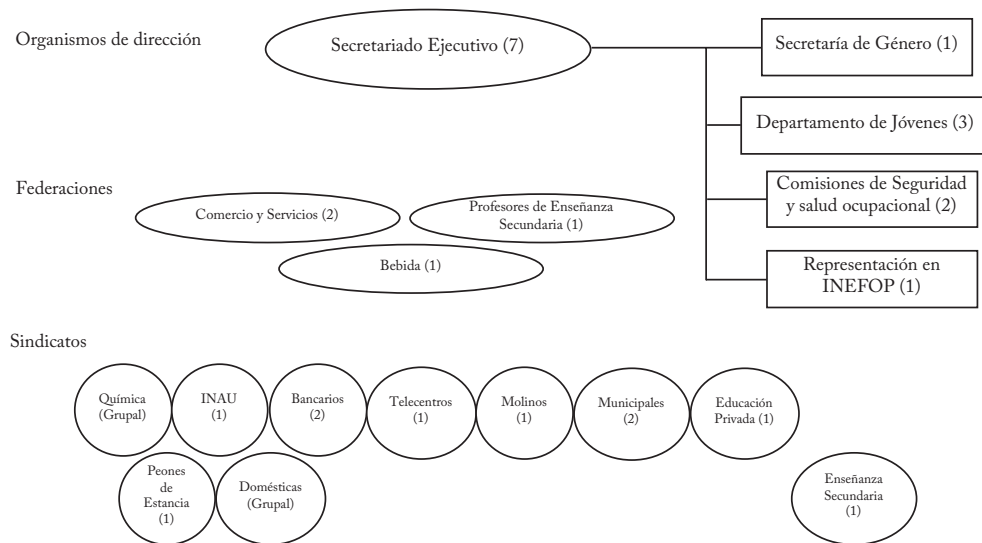 Organismos de dirección
Secretariado Ejecutivo (7)
Secretaría de Género (1)
Departamento de Jóvenes (3)
Comisiones de Seguridad
y salud ocupacional (2)
Representación en
INEFOP (1)
Federaciones
Comercio y Servicios (2)
Profesores de Enseñanza
Secundaria (1)
Bebida (1)
Sindicatos
Química
(Grupal)
INAU
(1)
Bancarios
(2)
Telecentros
(1)
Molinos
(1)
Municipales
(2)
Educación
Privada (1)
Peones
de
Estancia
(1)
Domésticas
(Grupal)
Enseñanza
Secundaria
(1)